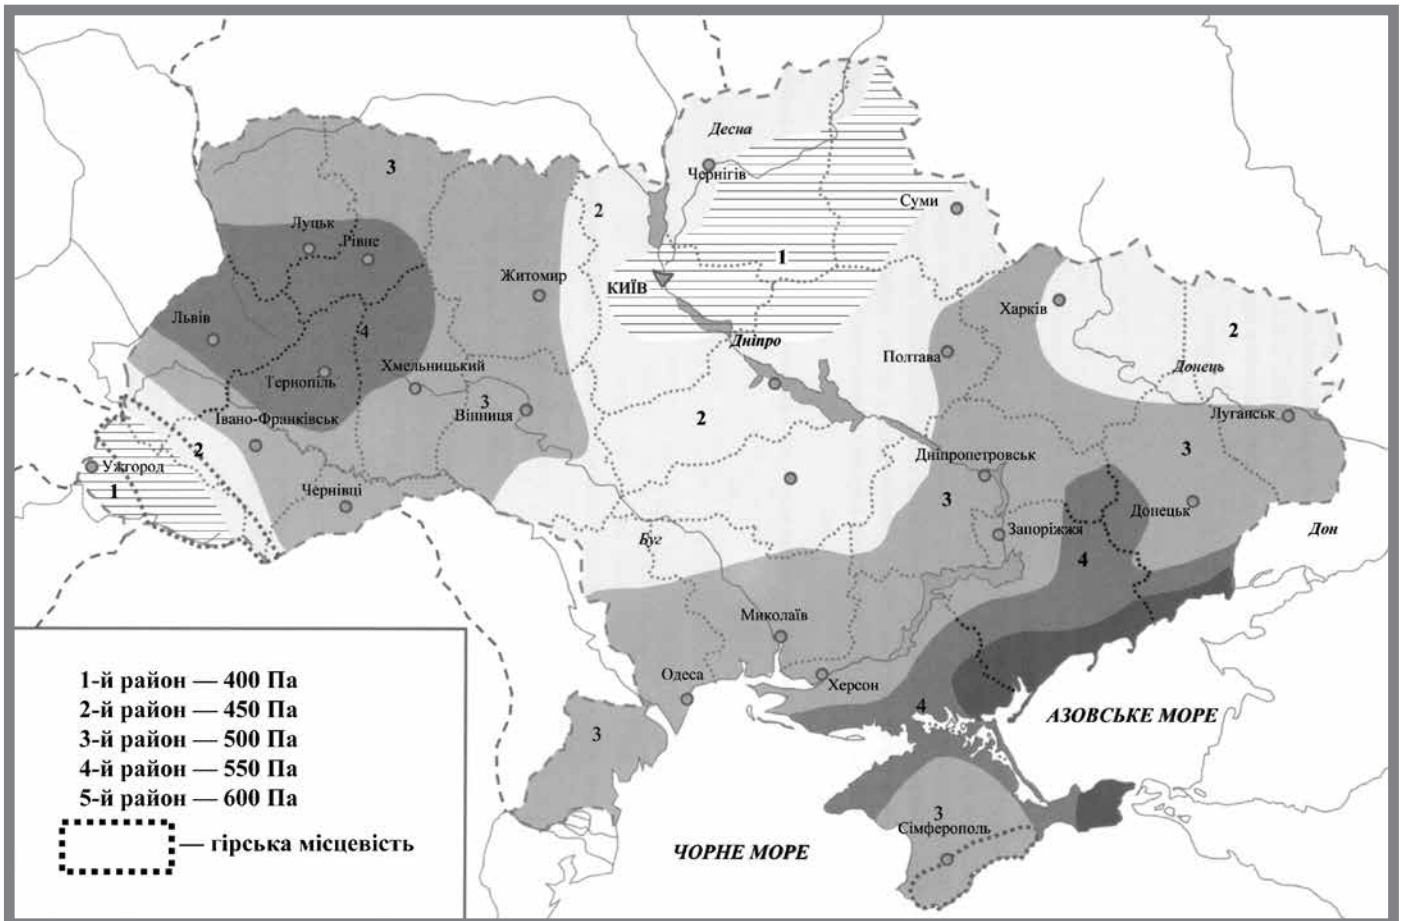 Десна
3
Чернігів
2
Суми
Луцьк
Рівне
1
Житомир
КИЇВ
Харків
Львів
4
Дніпро
2
Полтава
Донець
Тернопіль
Хмельницький
3
Вінниця
Івано-Франківськ
2
Луганськ
2
Ужгород
1
Чернівці
Дніпропетровськ
3
3
Донецьк
Запоріжжя
Дон
Буг
4
Миколаїв
Одеса
Херсон
4
АЗОВСЬКЕ МОРЕ
3
3
Сімферополь
ЧОРНЕ МОРЕ
1-й район — 400 Па
2-й район — 450 Па
3-й район — 500 Па
4-й район — 550 Па
5-й район — 600 Па
— гірська місцевість